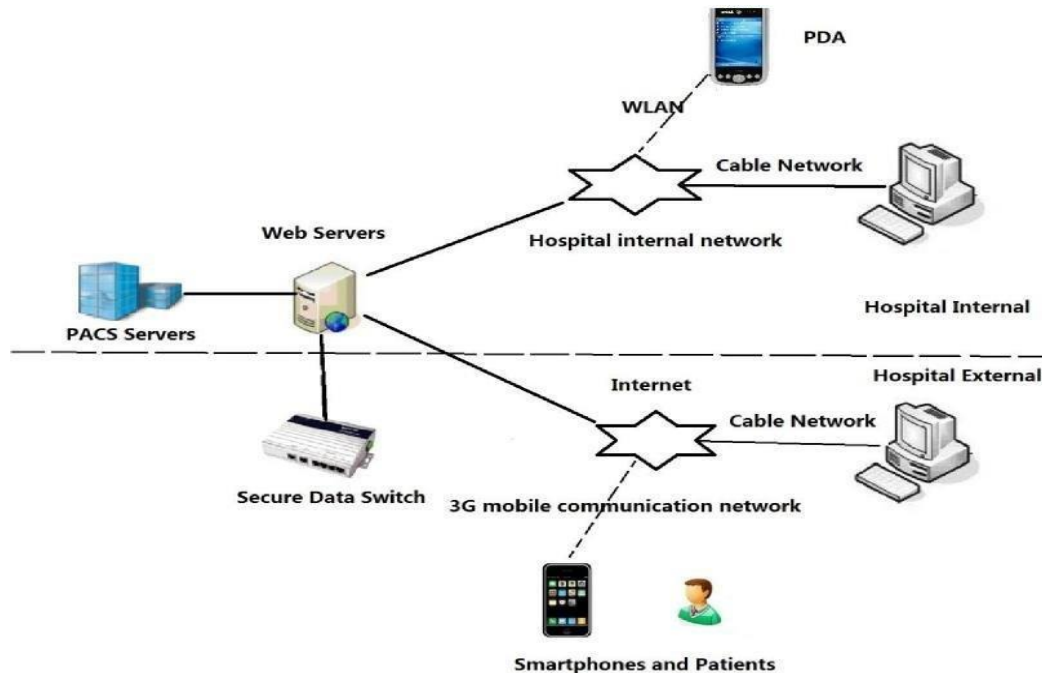 PDA
WLAN
Cable Network
Web Servers
Hospital internal network
PACS Servers
Hospital Internal
Hospital External
Internet
Cable Network
Secure Data Switch
3G mobile communication network
Smartphones and Patients